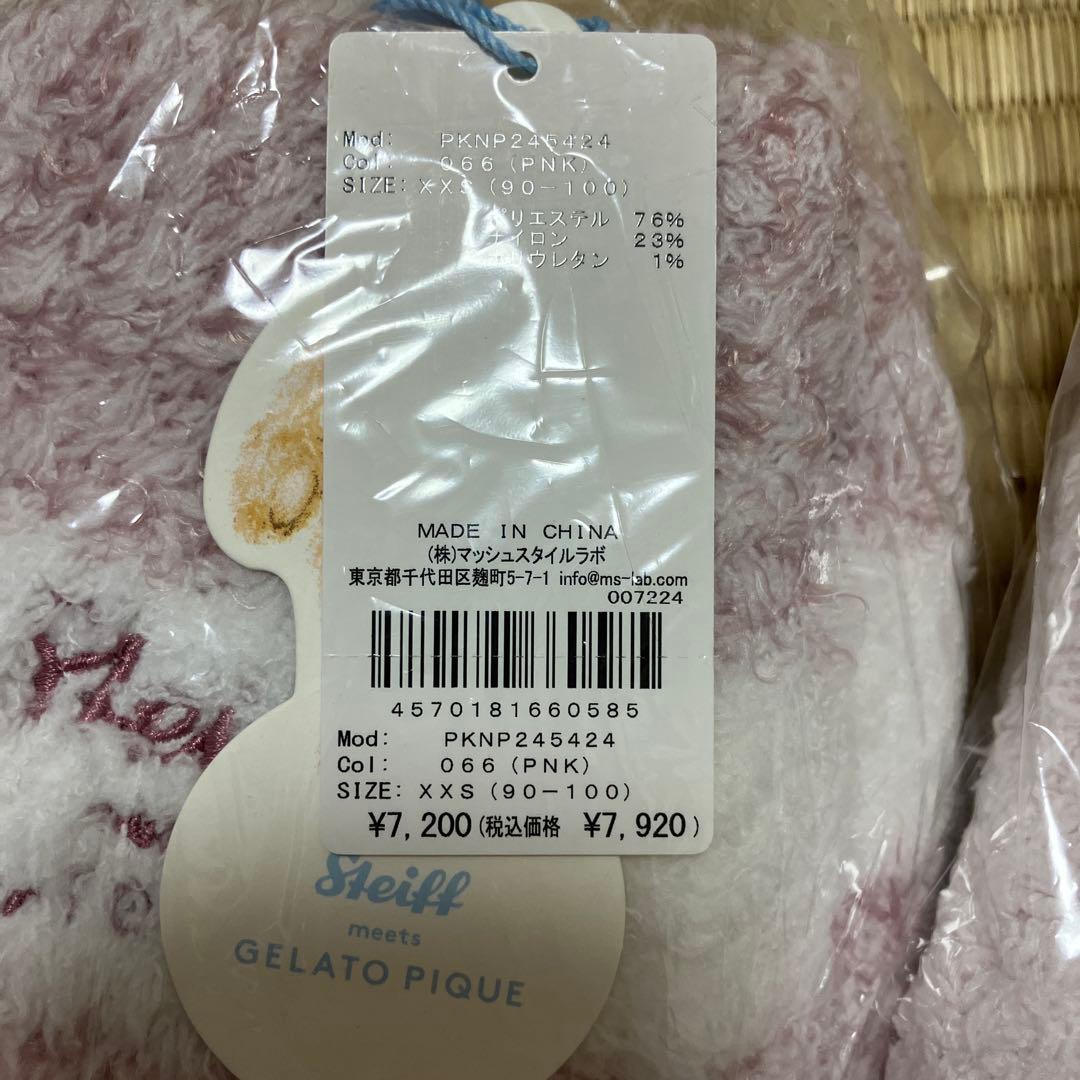 Mod: PKNP245424
Col: 066(PNK)
SIZE: XXS(90-100)
ポリエステル 76%
ナイロン 23%
ポリウレタン 1%
MADE IN CHINA
(株)マッシュスタイルラボ
東京都千代田区麹町5-7-1 info@ms-lab.com
007224
4570181660585
Mod: PKNP245424
Col: 066(PNK)
SIZE: XXS(90-100)
¥7,200(税込価格 ¥7,920)
Steiff
meets
GELATO PIQUE